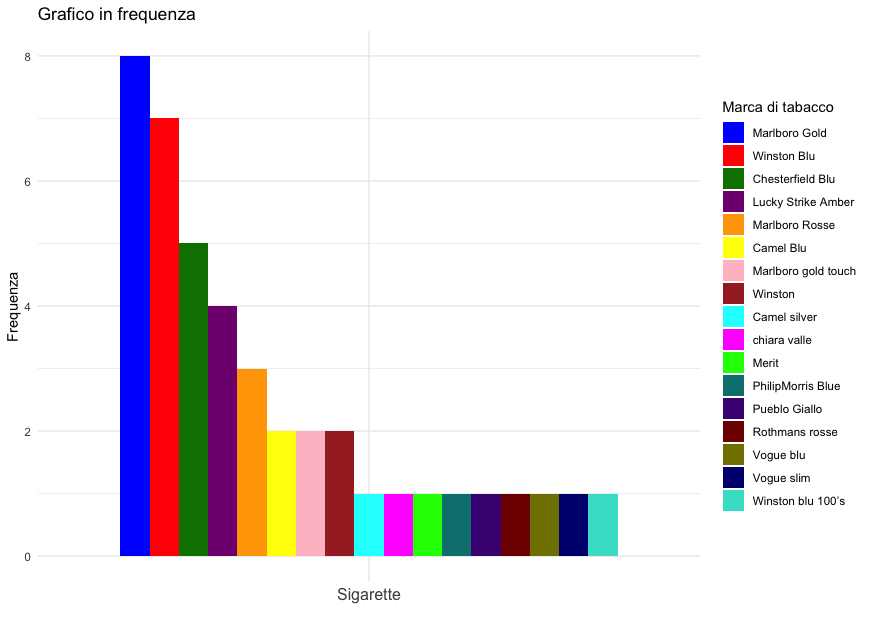 Grafico in frequenza
8
6
4
2
0
Frequenza
Sigarette
Marca di tabacco
Marlboro Gold
Winston Blu
Chesterfield Blu
Lucky Strike Amber
Marlboro Rosse
Camel Blu
Marlboro gold touch
Winston
Camel silver
chiara valle
Merit
PhilipMorris Blue
Pueblo Giallo
Rothmans rosse
Vogue blu
Vogue slim
Winston blu 100's